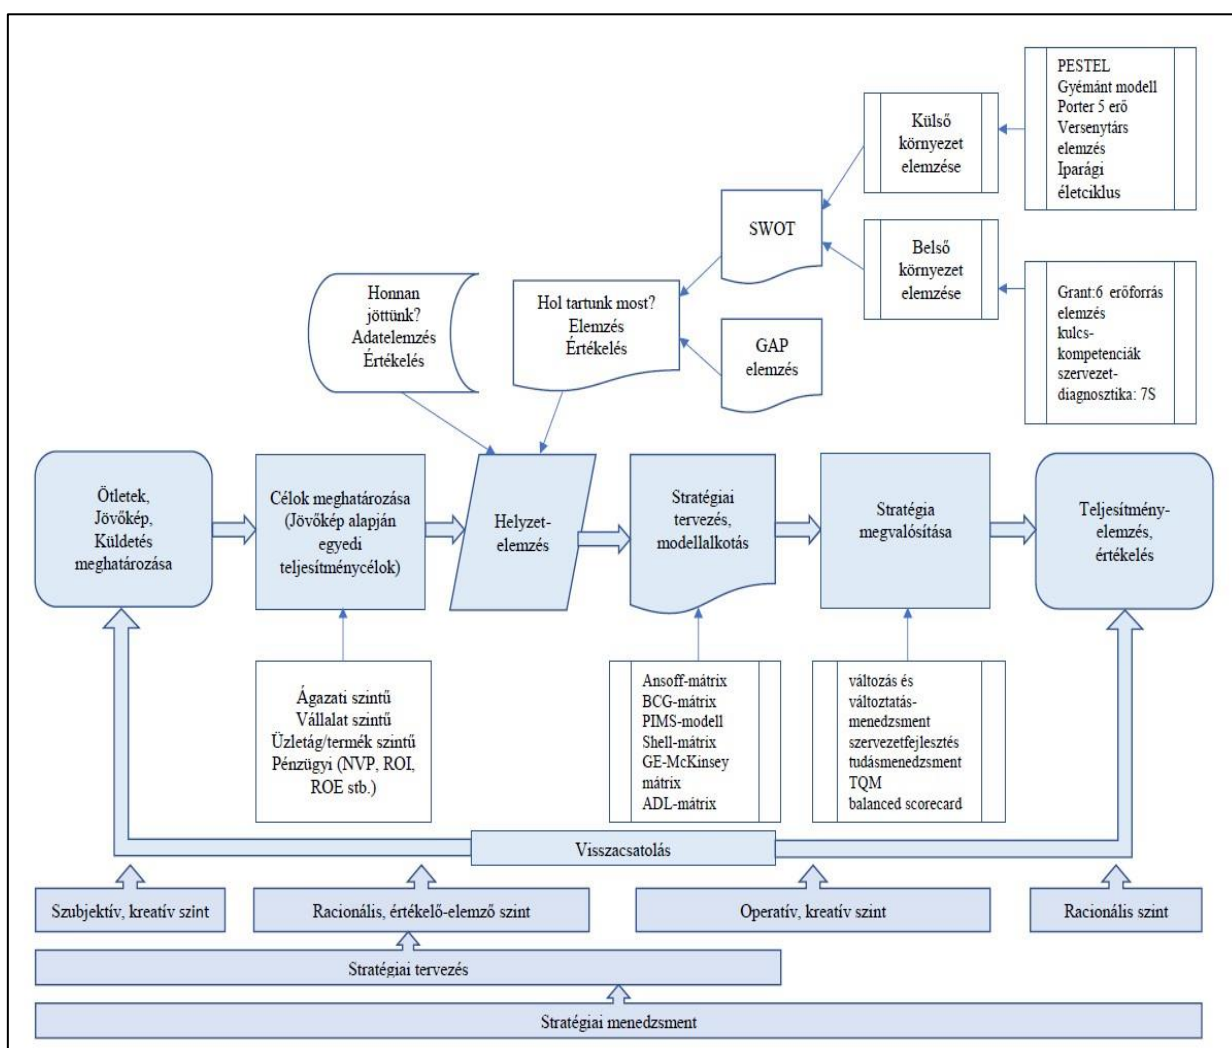 PESTEL
Gyémánt modell
Porter 5 erő
Versenytárs
elemzés
Iparági
életciklus
Külső
környezet
elemzése
SWOT
Belső
környezet
elemzése
Grant:6 erőforrás
elemzés
kulcs-
kompetenciák
szervezet-
diagnosztika: 7S
Honnan
jöttünk?
Adatelemzés
Értékelés
Hol tartunk most?
Elemzés
Értékelés
GAP
elemzés
Ötletek,
Jövőkép,
Küldetés
meghatározása
Célok meghatározása
(Jövőkép alapján
egyedi
teljesítménycélok)
Helyzet-
elemzés
Stratégiai
tervezés,
modellalkotás
Stratégia
megvalósítása
Teljesítmény-
elemzés,
értékelés
Ágazati szintű
Vállalat szintű
Üzletág/termék szintű
Pénzügyi (NVP, ROI,
ROE stb.)
Ansoff-mátrix
BCG-mátrix
PIMS-modell
Shell-mátrix
GE-McKinsey
mátrix
ADL-mátrix
változás és
változtatás-
menedzsment
szervezetfejlesztés
tudásmenedzsment
TQM
balanced scorecard
Visszacsatolás
Szubjektív, kreatív szint
Racionális, értékelő-elemző szint
Operatív, kreatív szint
Racionális szint
Stratégiai tervezés
Stratégiai menedzsment